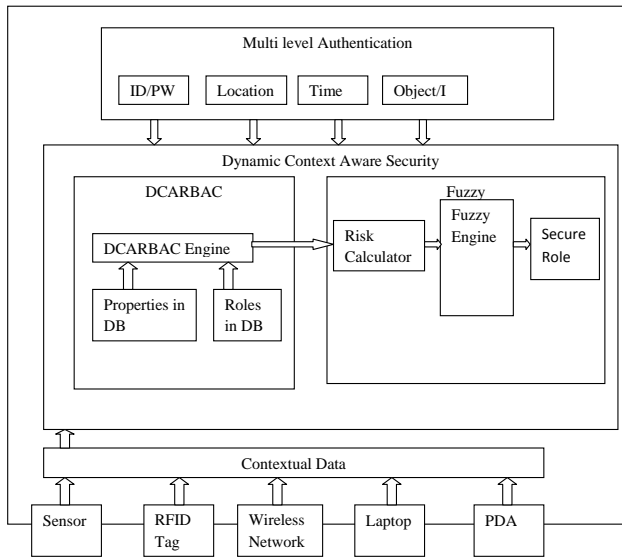 Multi level Authentication
ID/PW Location Time Object/I
Dynamic Context Aware Security
DCARBAC
Fuzzy
DCARBAC Engine
Properties in
DB
Roles
in DB
Risk
Calculator
Fuzzy
Engine
Secure
Role
Contextual Data
Sensor
RFID
Tag
Wireless
Network
Laptop
PDA